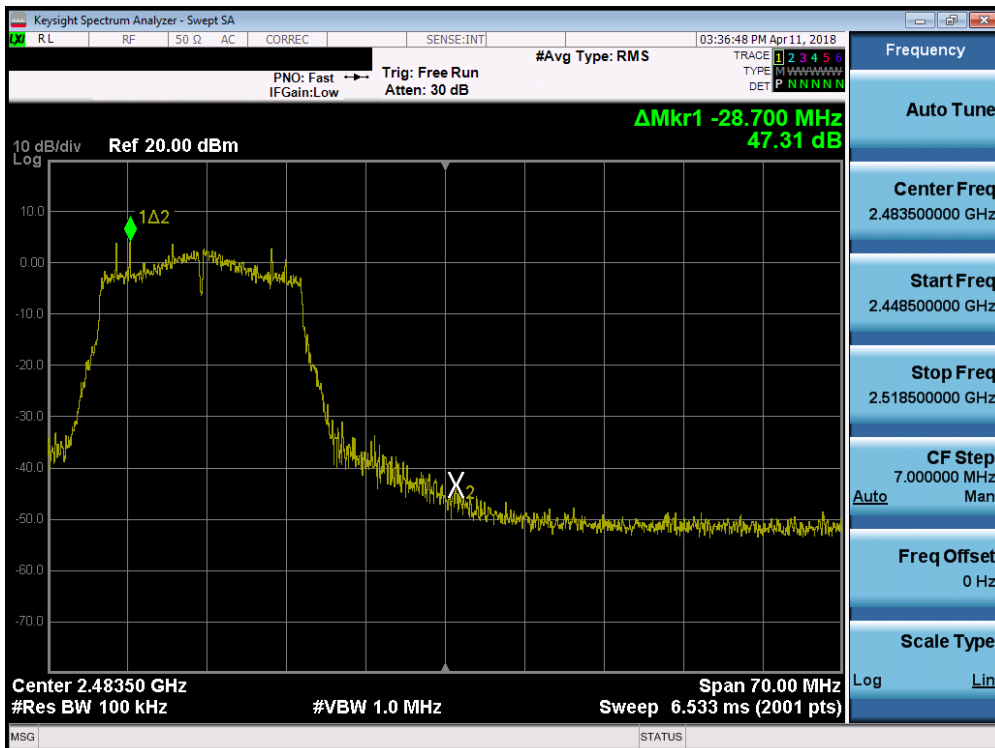 Keysight Spectrum Analyzer - Swept SA
LXI RL RF 50 Ω AC CORREC SENSE:INT 03:36:48 PM Apr 11, 2018
#Avg Type: RMS
TRACE 1 2 3 4 5 6
TYPE M W W W W W
DET P N N N N N
PNO: Fast
IFGain:Low
Trig: Free Run
Atten: 30 dB
ΔMkr1 -28.700 MHz
47.31 dB
10 dB/div
Log
Ref 20.00 dBm
1Δ2
10.0
0.00
-10.0
-20.0
-30.0
-40.0
X2
-50.0
-60.0
-70.0
Center 2.48350 GHz
Span 70.00 MHz
#Res BW 100 kHz
#VBW 1.0 MHz
Sweep 6.533 ms (2001 pts)
MSG
STATUS
Frequency
Auto Tune
Center Freq
2.483500000 GHz
Start Freq
2.448500000 GHz
Stop Freq
2.518500000 GHz
CF Step
7.000000 MHz
Auto Man
Freq Offset
0 Hz
Scale Type
Log Lin